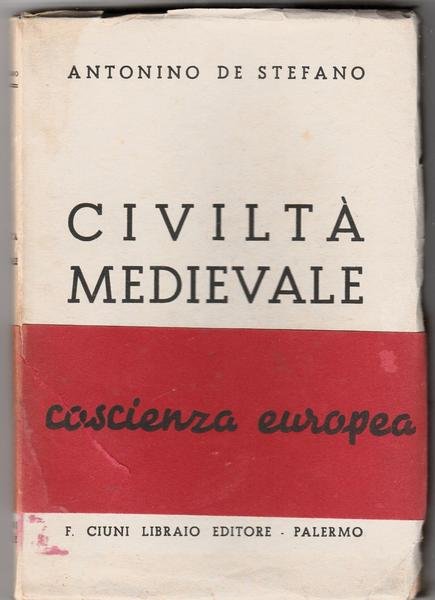 ANTONINO DE STEFANO
CIVILTÀ
MEDIEVALE
coscienza europea
F. CIUNI LIBRAIO EDITORE - PALERMO